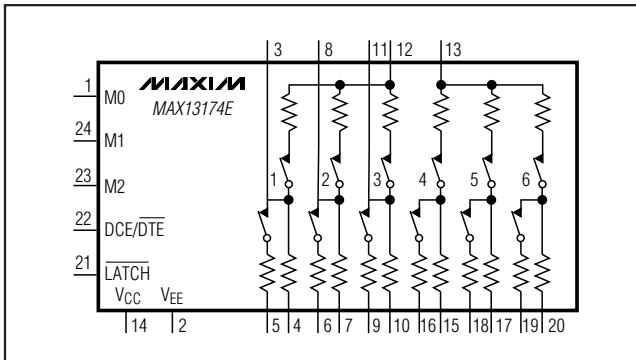 3 8 11 12 13
MAXIM
MAX13174E
1 M0
24 M1
23 M2
22 DCE/DTE
21 LATCH
VCC VEE
1 2 3 4 5 6
14 2 5 4 6 7 9 10 16 15 18 17 19 20